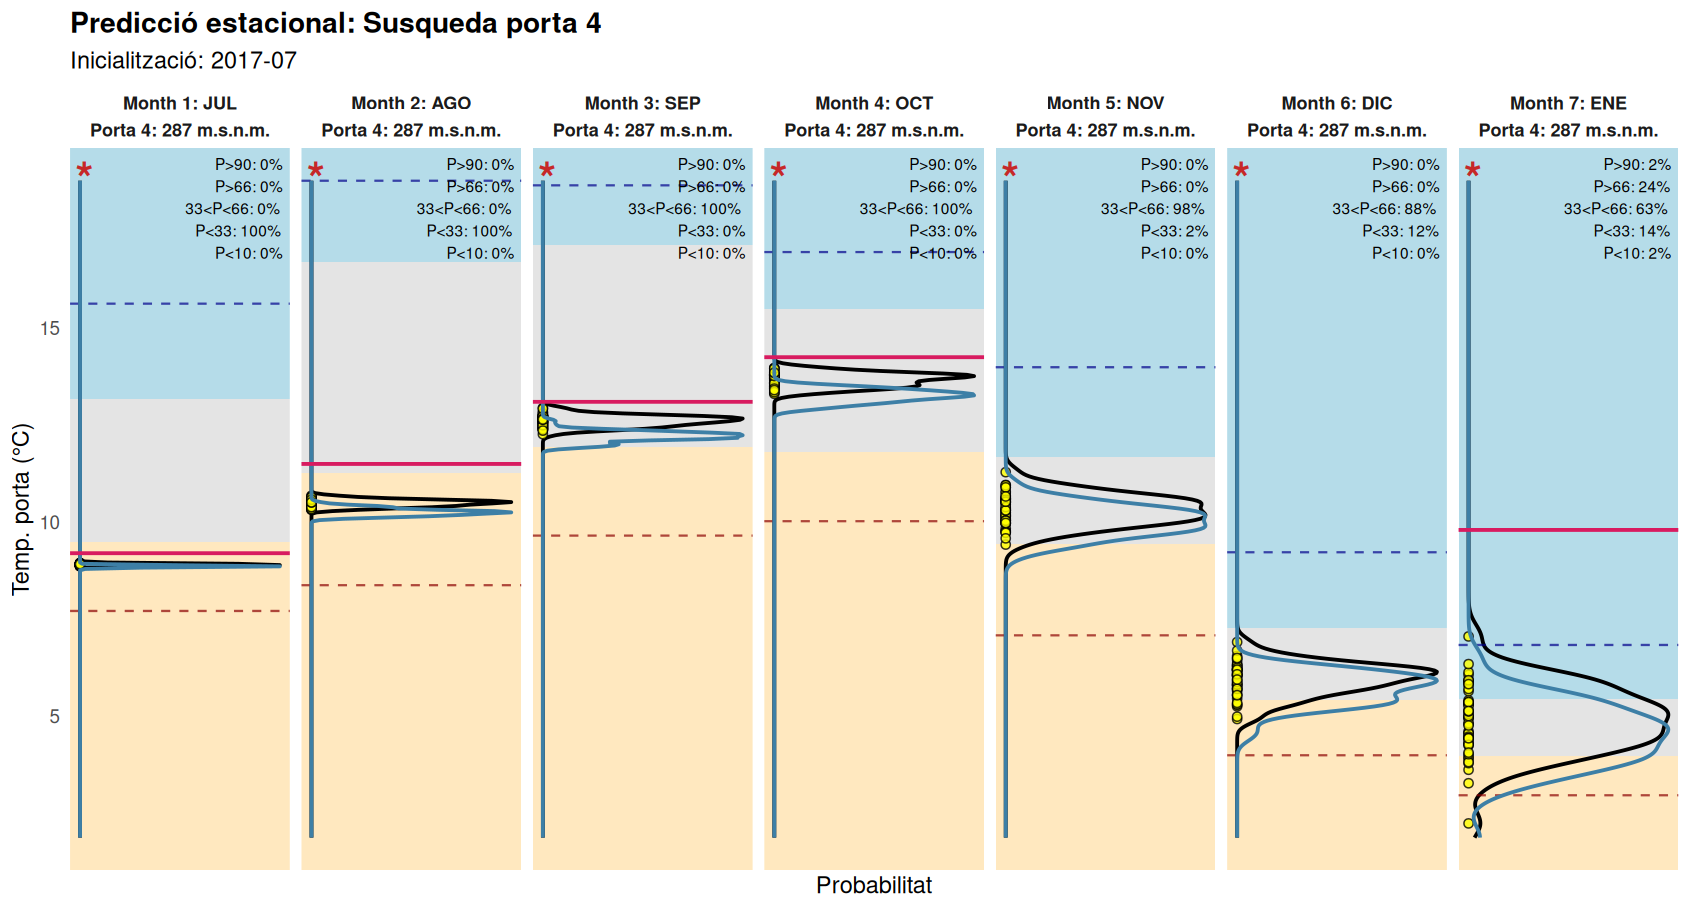 Predicció estacional: Susqueda porta 4
Inicialització: 2017-07
Month 1: JUL
Porta 4: 287 m.s.n.m.
Month 2: AGO
Porta 4: 287 m.s.n.m.
Month 3: SEP
Porta 4: 287 m.s.n.m.
Month 4: OCT
Porta 4: 287 m.s.n.m.
Month 5: NOV
Porta 4: 287 m.s.n.m.
Month 6: DIC
Porta 4: 287 m.s.n.m.
Month 7: ENE
Porta 4: 287 m.s.n.m.
*
P>90: 0%
P>66: 0%
33<P<66: 0%
P<33: 100%
P<10: 0%
*
P>90: 0%
P>66: 0%
33<P<66: 0%
P<33: 100%
P<10: 0%
*
P>90: 0%
P>66: 0%
33<P<66: 100%
P<33: 0%
P<10: 0%
*
P>90: 0%
P>66: 0%
33<P<66: 100%
P<33: 0%
P<10: 0%
*
P>90: 0%
P>66: 0%
33<P<66: 98%
P<33: 2%
P<10: 0%
*
P>90: 0%
P>66: 0%
33<P<66: 88%
P<33: 12%
P<10: 0%
*
P>90: 2%
P>66: 24%
33<P<66: 63%
P<33: 14%
P<10: 2%
15
10
5
Temp. porta (°C)
Probabilitat